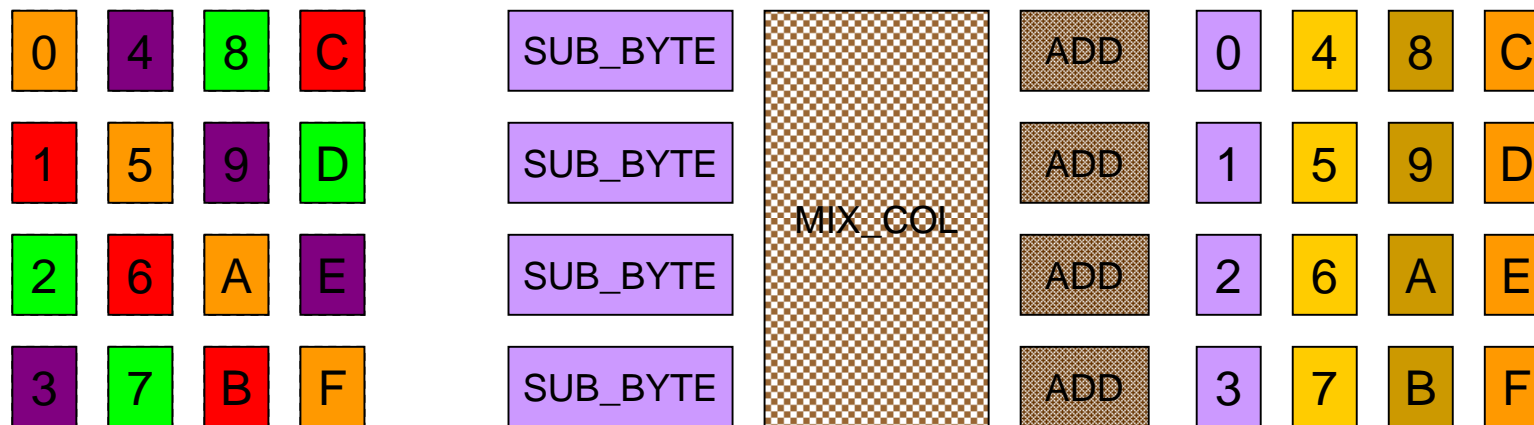 0 4 8 C SUB_BYTE ADD 0 4 8 C
1 5 9 D SUB_BYTE ADD 1 5 9 D
MIX_COL
2 6 A E SUB_BYTE ADD 2 6 A E
3 7 B F SUB_BYTE ADD 3 7 B F